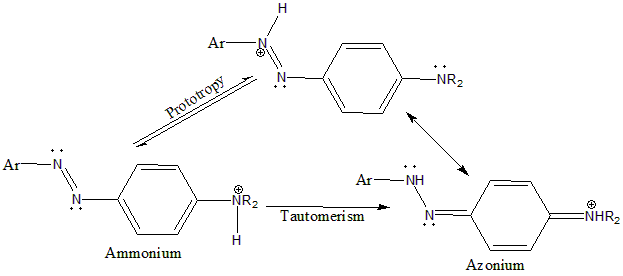 H
Ar N
⊕
N NR2
Prototropy
Ar N
N ⊕
NR2
H
Ammonium
Tautomerism
Ar NH
N ⊕
NHR2
Azonium